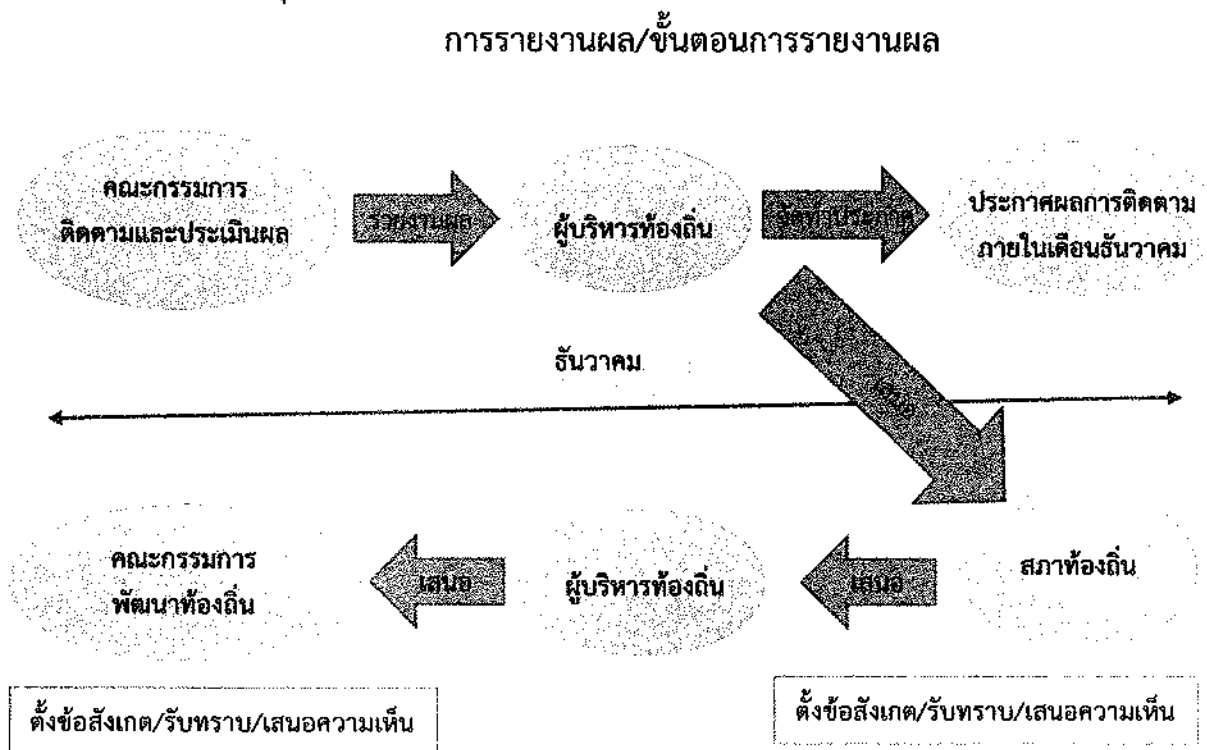 การรายงานผล/ขั้นตอนการรายงานผล
คณะกรรมการ
ติดตามและประเมินผล
รายงานผล
ผู้บริหารท้องถิ่น
จัดทำประกาศ
ประกาศผลการติดตาม
ภายในเดือนธันวาคม
ธันวาคม
เสนอ
คณะกรรมการ
พัฒนาท้องถิ่น
เสนอ
ผู้บริหารท้องถิ่น
เสนอ
สภาท้องถิ่น
ตั้งข้อสังเกต/รับทราบ/เสนอความเห็น
ตั้งข้อสังเกต/รับทราบ/เสนอความเห็น